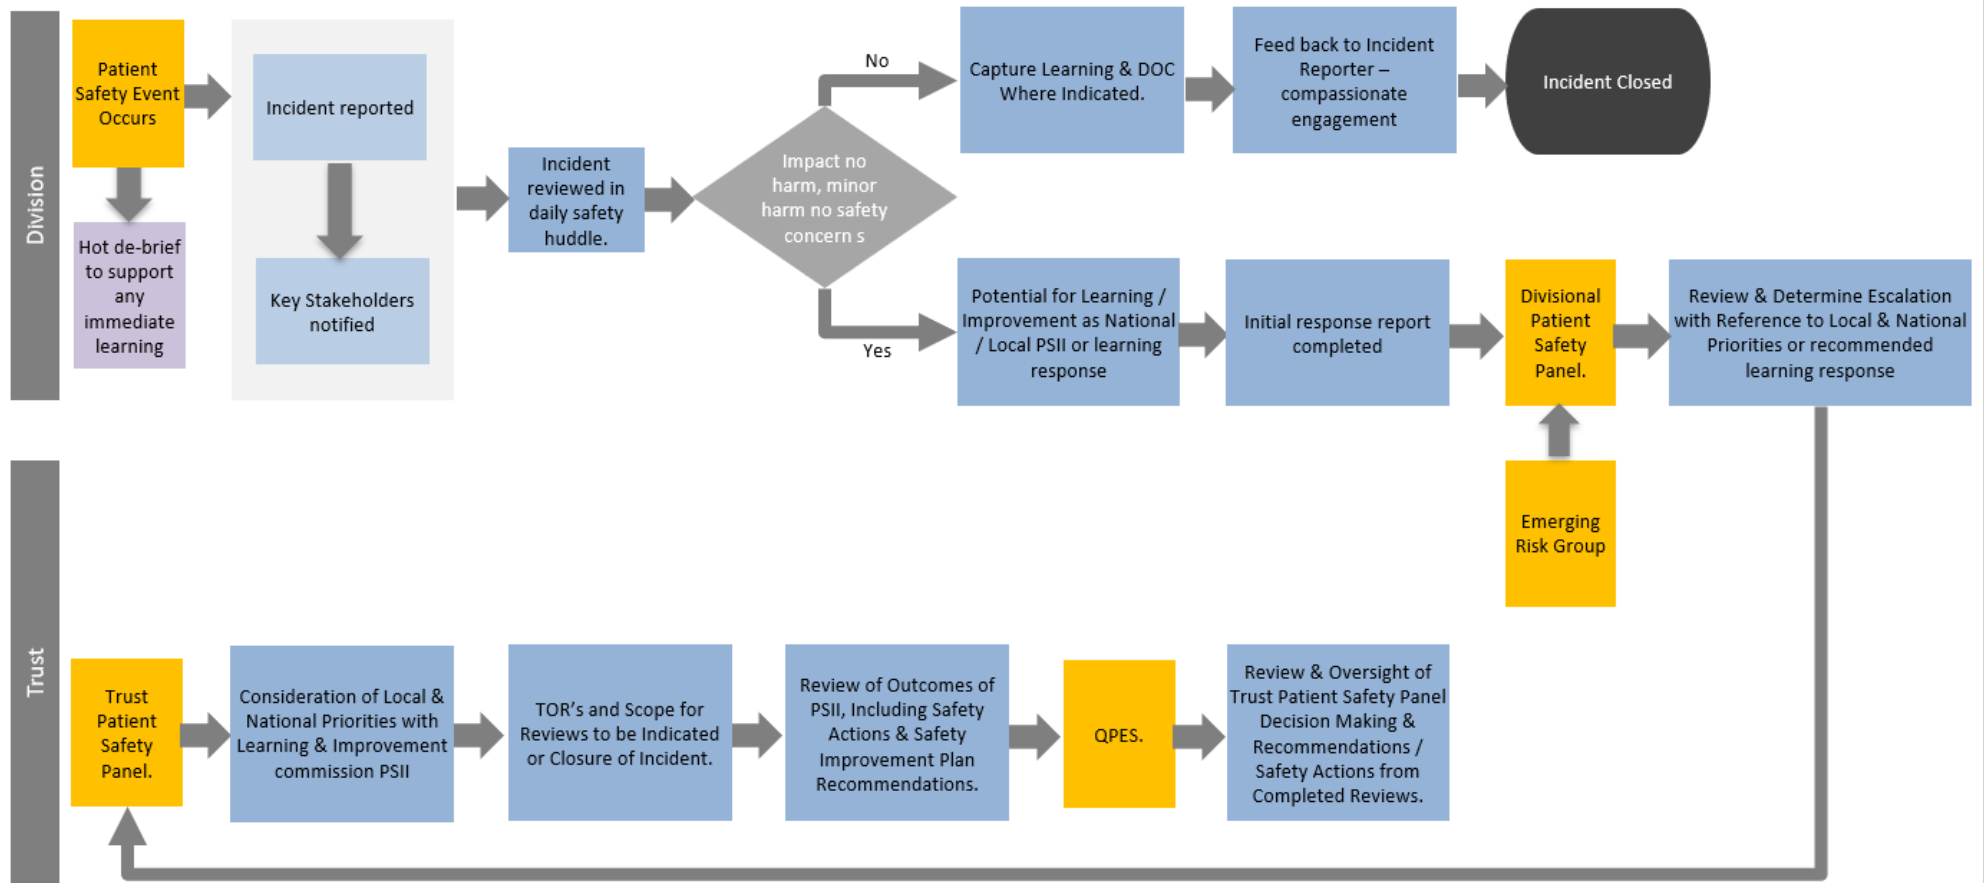 Division
Patient
Safety Event
Occurs
Hot de-brief
to support
any
immediate
learning
Incident reported
Key Stakeholders
notified
Incident
reviewed in
daily safety
huddle.
Impact no
harm, minor
harm no safety
concern s
No
Capture Learning & DOC
Where Indicated.
Feed back to Incident
Reporter –
compassionate
engagement
Incident Closed
Yes
Potential for Learning /
Improvement as National
/ Local PSII or learning
response
Initial response report
completed
Divisional
Patient
Safety
Panel.
Review & Determine Escalation
with Reference to Local & National
Priorities or recommended
learning response
Emerging
Risk Group
Trust
Trust
Patient
Safety
Panel.
Consideration of Local &
National Priorities with
Learning & Improvement
commission PSII
TOR’s and Scope for
Reviews to be Indicated
or Closure of Incident.
Review of Outcomes of
PSII, Including Safety
Actions & Safety
Improvement Plan
Recommendations.
QPES.
Review & Oversight of
Trust Patient Safety Panel
Decision Making &
Recommendations /
Safety Actions from
Completed Reviews.